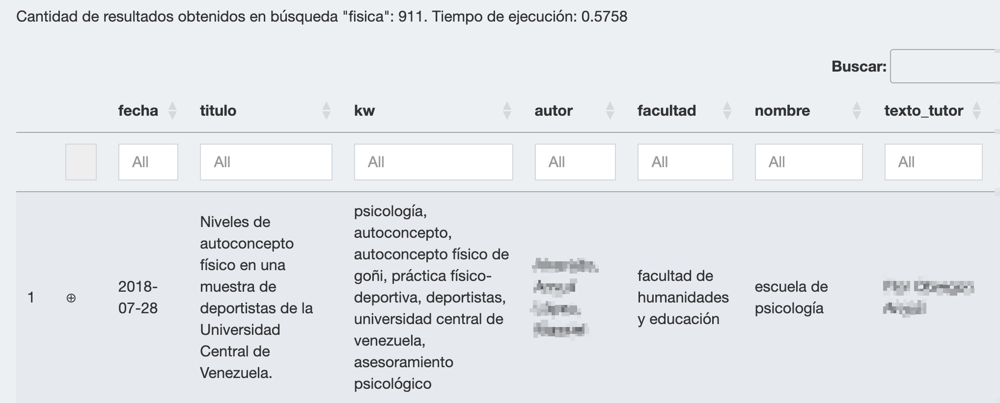 Cantidad de resultados obtenidos en búsqueda "fisica": 911. Tiempo de ejecución: 0.5758
Buscar:
fecha titulo kw autor facultad nombre texto_tutor
All All All All All All All
1
⊕
2018-
07-28
Niveles de
autoconcepto
físico en una
muestra de
deportistas de la
Universidad
Central de
Venezuela.
psicología,
autoconcepto,
autoconcepto físico de
goñi, práctica físico-
deportiva, deportistas,
universidad central de
venezuela,
asesoramiento
psicológico
facultad de
humanidades
y educación
escuela de
psicología